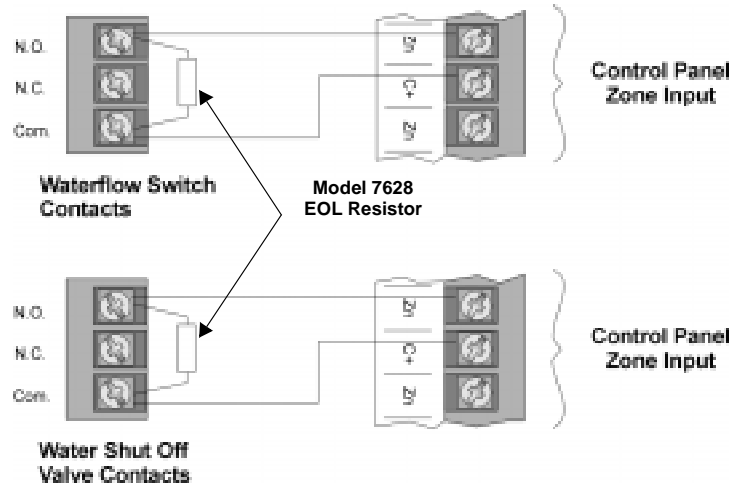 N.O.
N.C.
Com.
C+
Control Panel
Zone Input
Waterflow Switch
Contacts
Model 7628
EOL Resistor
N.O.
N.C.
Com.
C+
Control Panel
Zone Input
Water Shut Off
Valve Contacts